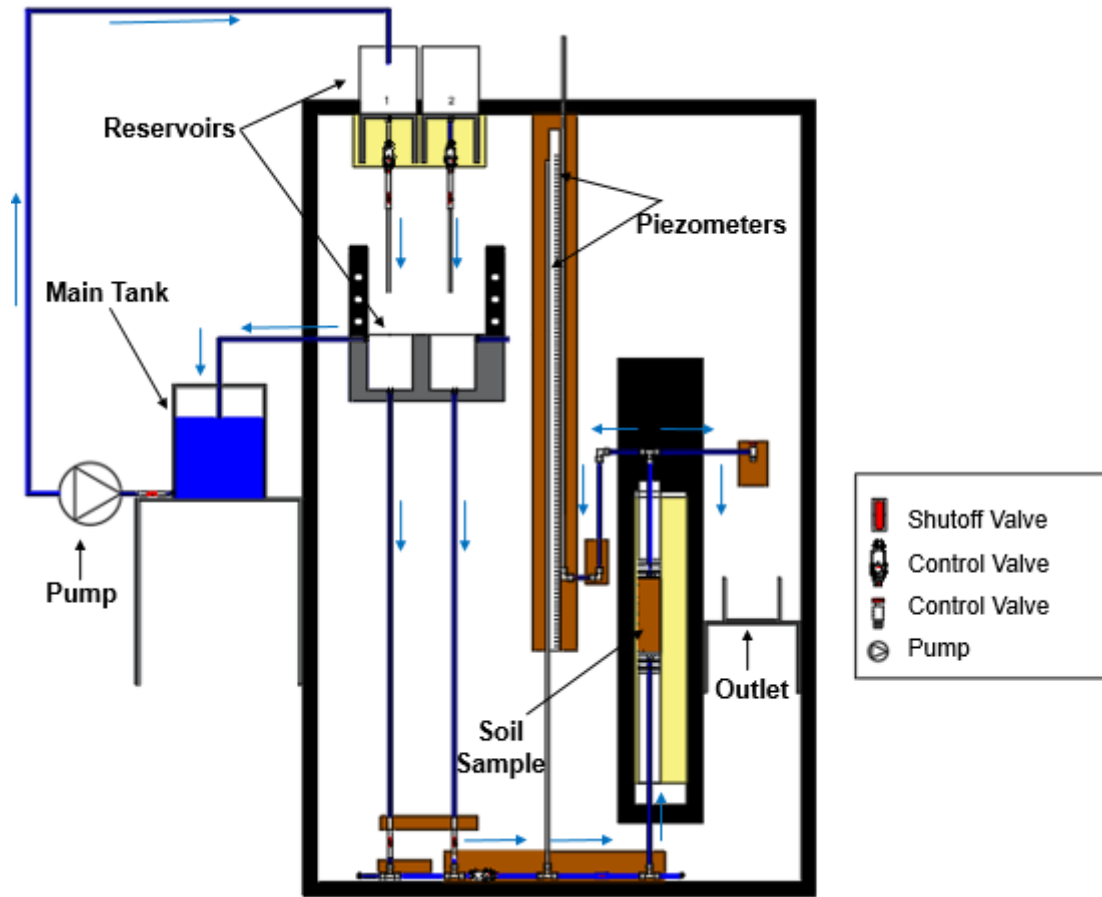 1
2
Reservoirs
Piezometers
Main Tank
Pump
Soil
Sample
Outlet
Shutoff Valve
Control Valve
Control Valve
Pump